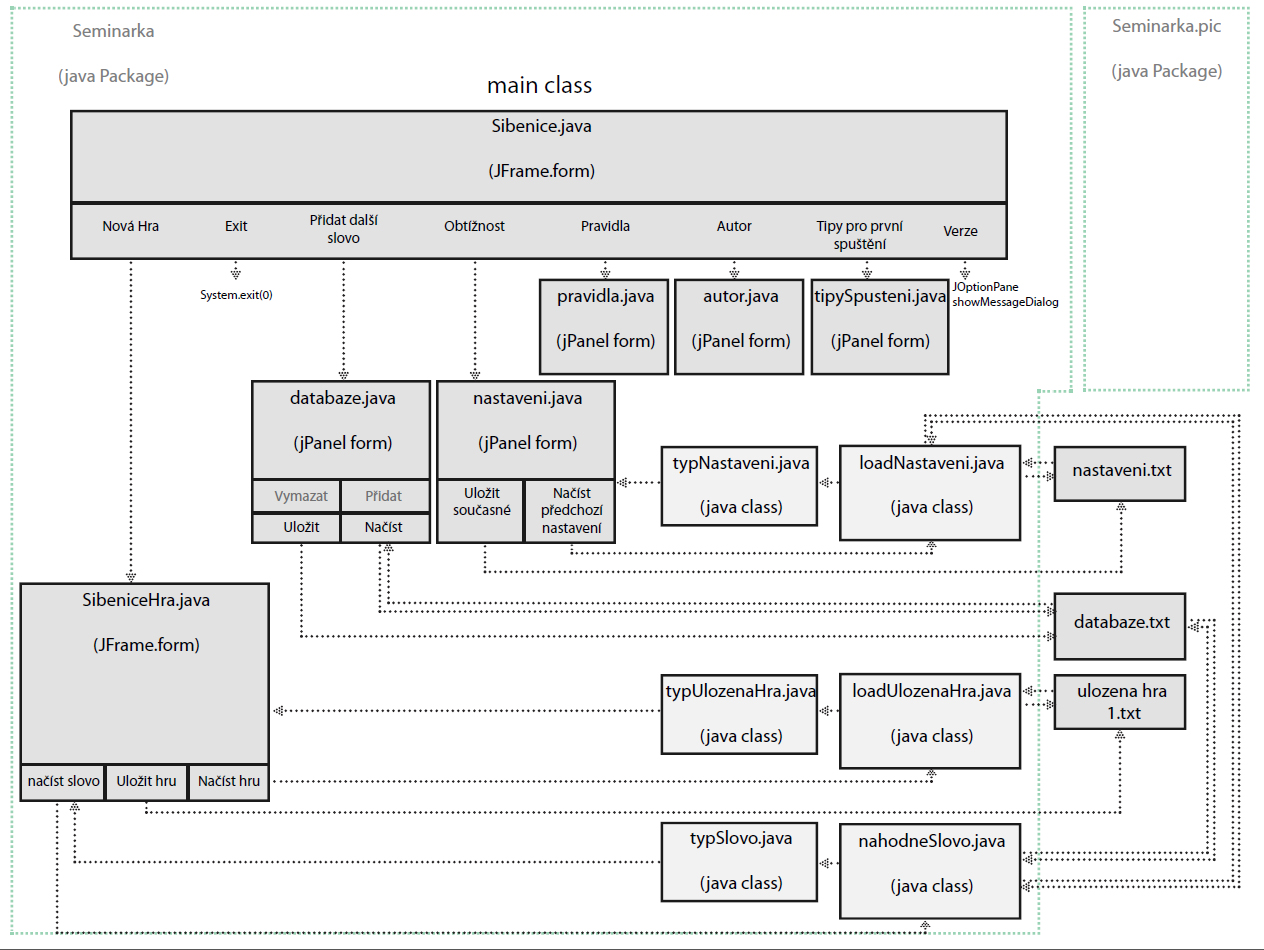 Seminarka
(java Package)
Seminarka.pic
(java Package)
main class
Sibenice.java
(JFrame.form)
Nová Hra
Exit
Přidat další
slovo
Obtížnost
Pravidla
Autor
Tipy pro první
spuštění
Verze
System.exit(0)
JOptionPane
showMessageDialog
pravidla.java
(jPanel form)
autor.java
(jPanel form)
tipySpusteni.java
(jPanel form)
databaze.java
(jPanel form)
Vymazat
Přidat
Uložit
Načíst
nastaveni.java
(jPanel form)
Uložit
současné
Načíst
předchozí
nastavení
typNastaveni.java
(java class)
loadNastaveni.java
(java class)
nastaveni.txt
SibeniceHra.java
(JFrame.form)
načíst slovo
Uložit hru
Načíst hru
databaze.txt
typUlozenaHra.java
(java class)
loadUlozenaHra.java
(java class)
ulozena hra
1.txt
typSlovo.java
(java class)
nahodneSlovo.java
(java class)